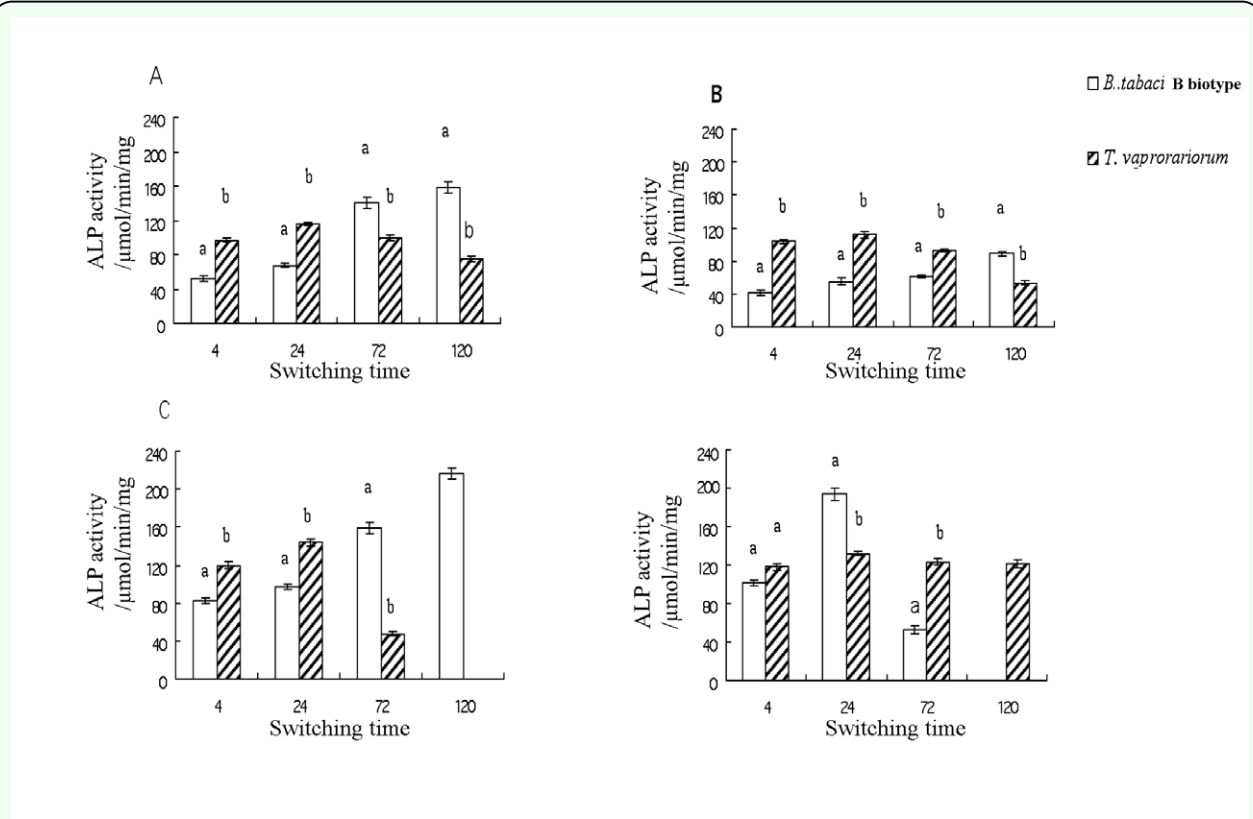 A
ALP activity
/μmol/min/mg
240
200
160
120
80
40
0
a
b
a
b
a
b
a
b
4
24
72
120
Switching time
B
ALP activity
/μmol/min/mg
240
200
160
120
80
40
0
a
b
a
b
a
b
a
b
4
24
72
120
Switching time
B..tabaci B biotype
T. vaprorariorum
C
ALP activity
/μmol/min/mg
240
200
160
120
80
40
0
a
b
a
b
a
b
4
24
72
120
Switching time
ALP activity
/μmol/min/mg
240
200
160
120
80
40
0
a
a
a
b
a
b
4
24
72
120
Switching time